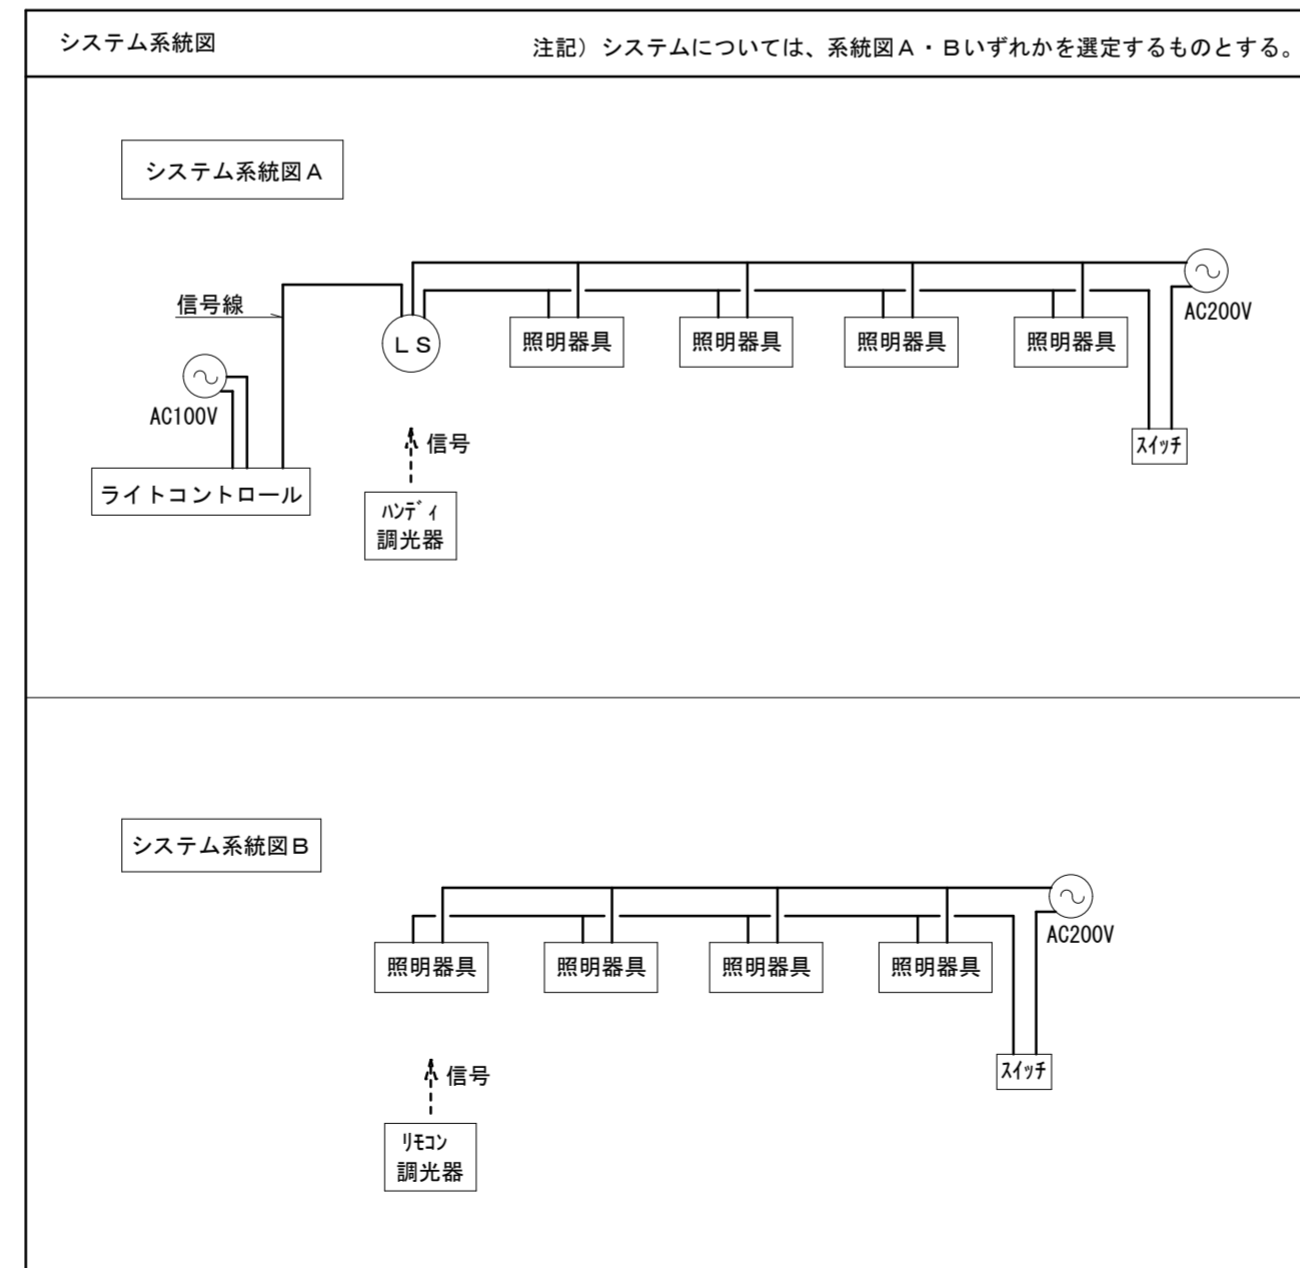 システム系統図
注記）システムについては、系統図Ａ・Ｂいずれかを選定するものとする。
システム系統図Ａ
信号線
AC100V
ライトコントロール
ＬＳ
照明器具
照明器具
照明器具
照明器具
AC200V
ｽｲｯﾁ
信号
ﾊﾝﾃﾞｨ
調光器
システム系統図Ｂ
照明器具
照明器具
照明器具
照明器具
AC200V
ｽｲｯﾁ
信号
ﾘﾓｺﾝ
調光器